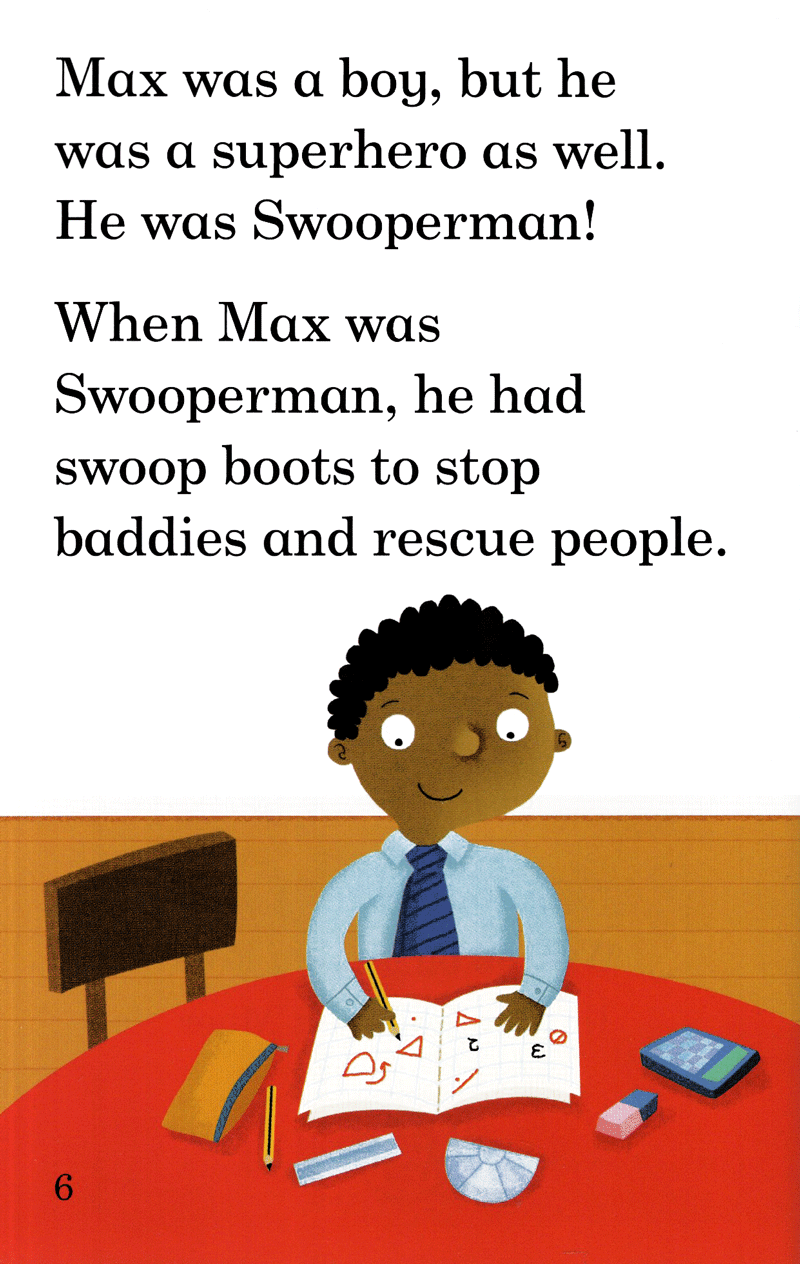 Max was a boy, but he
was a superhero as well.
He was Swooperman!
When Max was
Swooperman, he had
swoop boots to stop
baddies and rescue people.
6